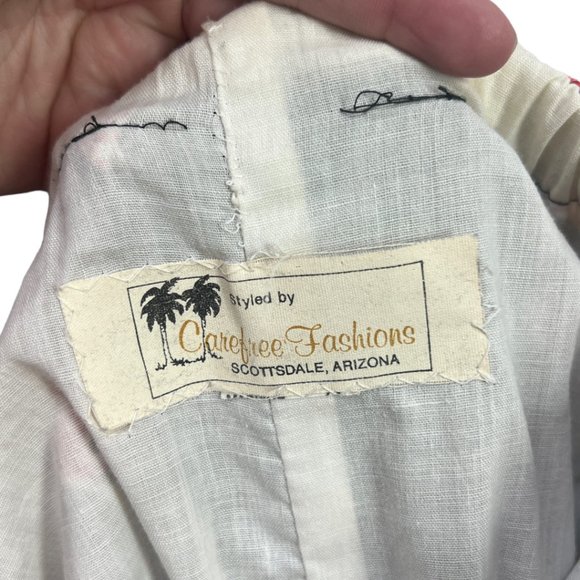 Styled by
Carefree Fashions
SCOTTSDALE, ARIZONA